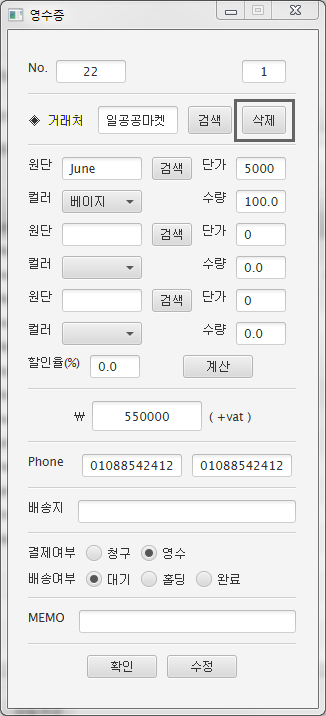 영수증
No. 22 1
◈ 거래처 일공공마켓 검색 삭제
원단 June 검색 단가 5000
컬러 베이지 수량 100.0
원단 검색 단가 0
컬러 수량 0.0
원단 검색 단가 0
컬러 수량 0.0
할인율(%) 0.0 계산
₩ 550000 ( +vat )
Phone 01088542412 01088542412
배송지
결제여부 청구 영수
배송여부 대기 홀딩 완료
MEMO
확인 수정